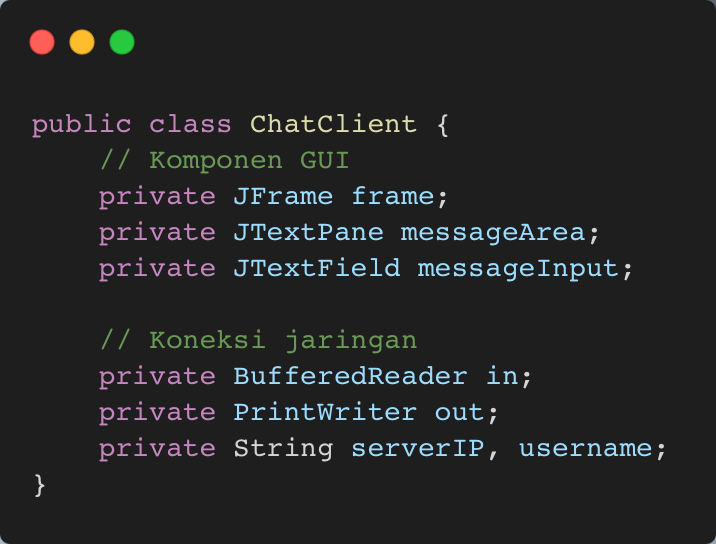 public class ChatClient {
    // Komponen GUI
    private JFrame frame;
    private JTextPane messageArea;
    private JTextField messageInput;

    // Koneksi jaringan
    private BufferedReader in;
    private PrintWriter out;
    private String serverIP, username;
}